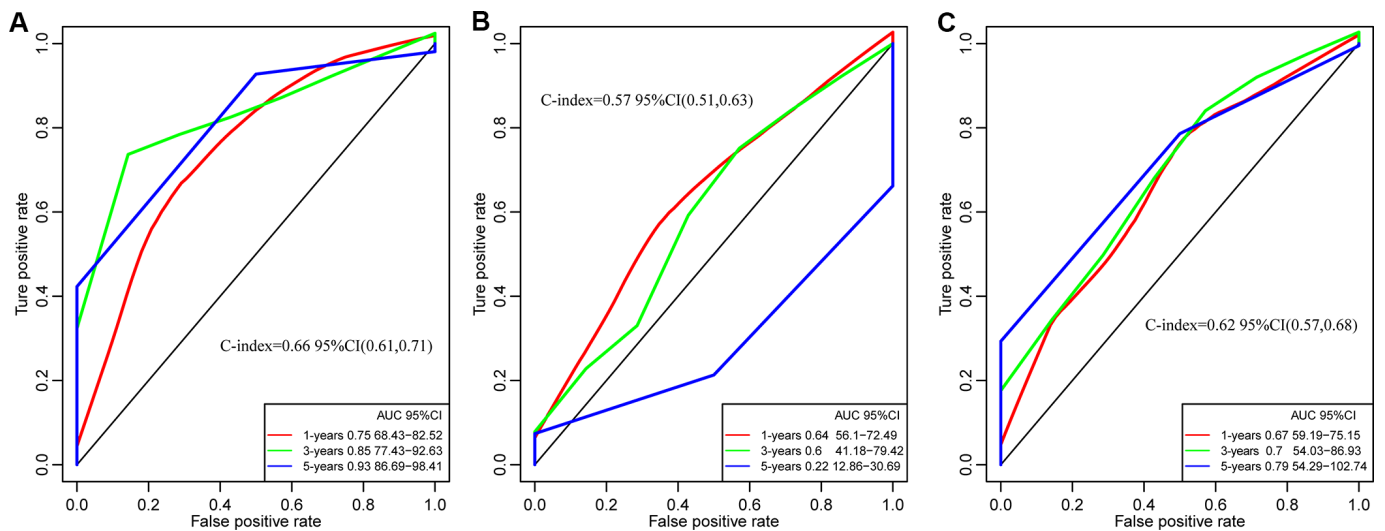 A
Ture positive rate
1.0
0.8
0.6
0.4
0.2
0.0
C-index=0.66 95%CI(0.61,0.71)
AUC 95%CI
1-years 0.75 68.43-82.52
3-years 0.85 77.43-92.63
5-years 0.93 86.69-98.41
0.0 0.2 0.4 0.6 0.8 1.0
False positive rate
B
Ture positive rate
1.0
0.8
0.6
0.4
0.2
0.0
C-index=0.57 95%CI(0.51,0.63)
AUC 95%CI
1-years 0.64 56.1-72.49
3-years 0.6 41.18-79.42
5-years 0.22 12.86-30.69
0.0 0.2 0.4 0.6 0.8 1.0
False positive rate
C
Ture positive rate
1.0
0.8
0.6
0.4
0.2
0.0
C-index=0.62 95%CI(0.57,0.68)
AUC 95%CI
1-years 0.67 59.19-75.15
3-years 0.7 54.03-86.93
5-years 0.79 54.29-102.74
0.0 0.2 0.4 0.6 0.8 1.0
False positive rate